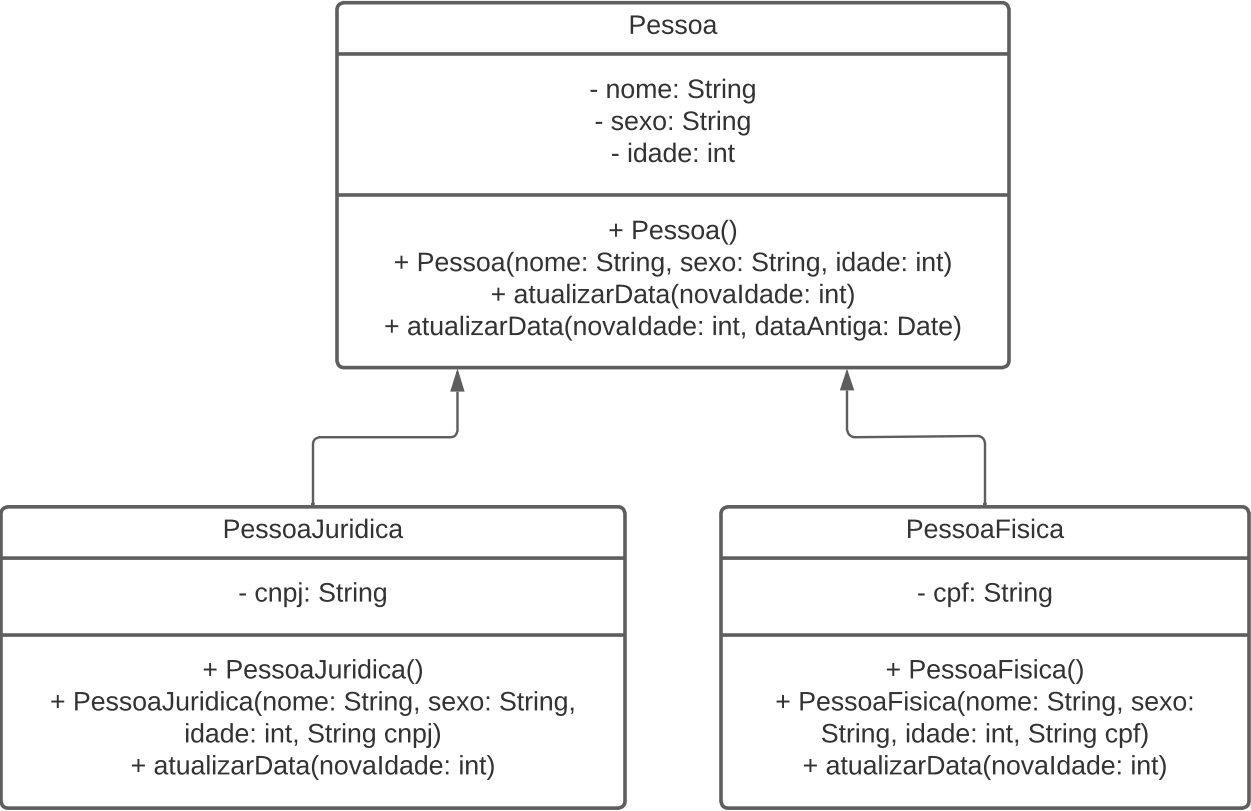 Pessoa
- nome: String
- sexo: String
- idade: int
+ Pessoa()
+ Pessoa(nome: String, sexo: String, idade: int)
+ atualizarData(novaIdade: int)
+ atualizarData(novaIdade: int, dataAntiga: Date)
PessoaJuridica
- cnpj: String
+ PessoaJuridica()
+ PessoaJuridica(nome: String, sexo: String,
idade: int, String cnpj)
+ atualizarData(novaIdade: int)
PessoaFisica
- cpf: String
+ PessoaFisica()
+ PessoaFisica(nome: String, sexo:
String, idade: int, String cpf)
+ atualizarData(novaIdade: int)